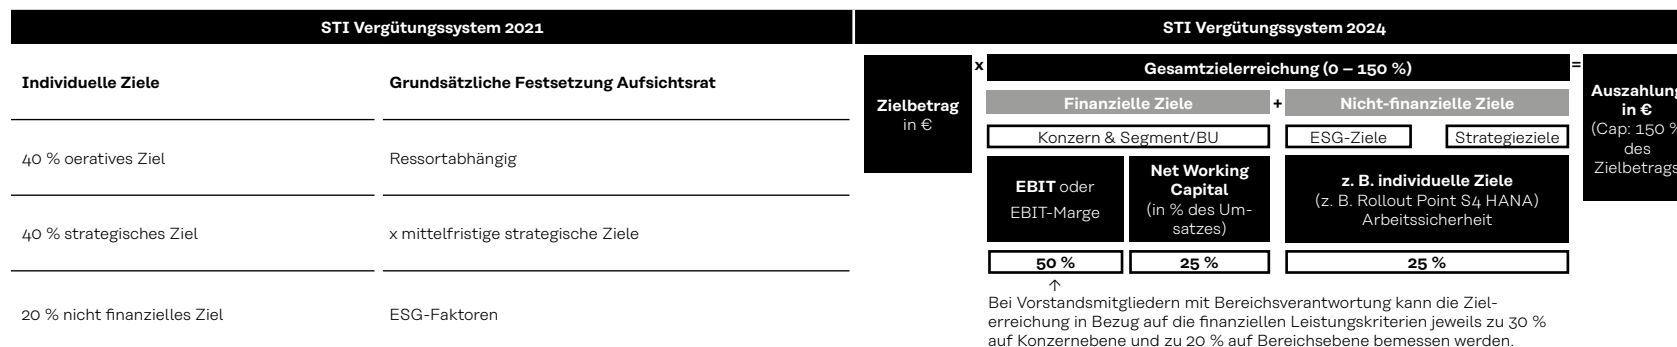 STI Vergütungssystem 2021
Individuelle Ziele
Grundsätzliche Festsetzung Aufsichtsrat
40 % oeratives Ziel
Ressortabhängig
40 % strategisches Ziel
x mittelfristige strategische Ziele
20 % nicht finanzielles Ziel
ESG-Faktoren
STI Vergütungssystem 2024
Zielbetrag
in €
x
Gesamtzielerreichung (0 – 150 %)
=
Finanzielle Ziele
+
Nicht-finanzielle Ziele
Konzern & Segment/BU
ESG-Ziele
Strategieziele
EBIT oder
EBIT-Marge
Net Working
Capital
(in % des Um-
satzes)
z. B. individuelle Ziele
(z. B. Rollout Point S4 HANA)
Arbeitssicherheit
50 %
25 %
25 %
Auszahlung
in €
(Cap: 150 %
des
Zielbetrags
↑
Bei Vorstandsmitgliedern mit Bereichsverantwortung kann die Ziel-
erreichung in Bezug auf die finanziellen Leistungskriterien jeweils zu 30 %
auf Konzernebene und zu 20 % auf Bereichsebene bemessen werden.